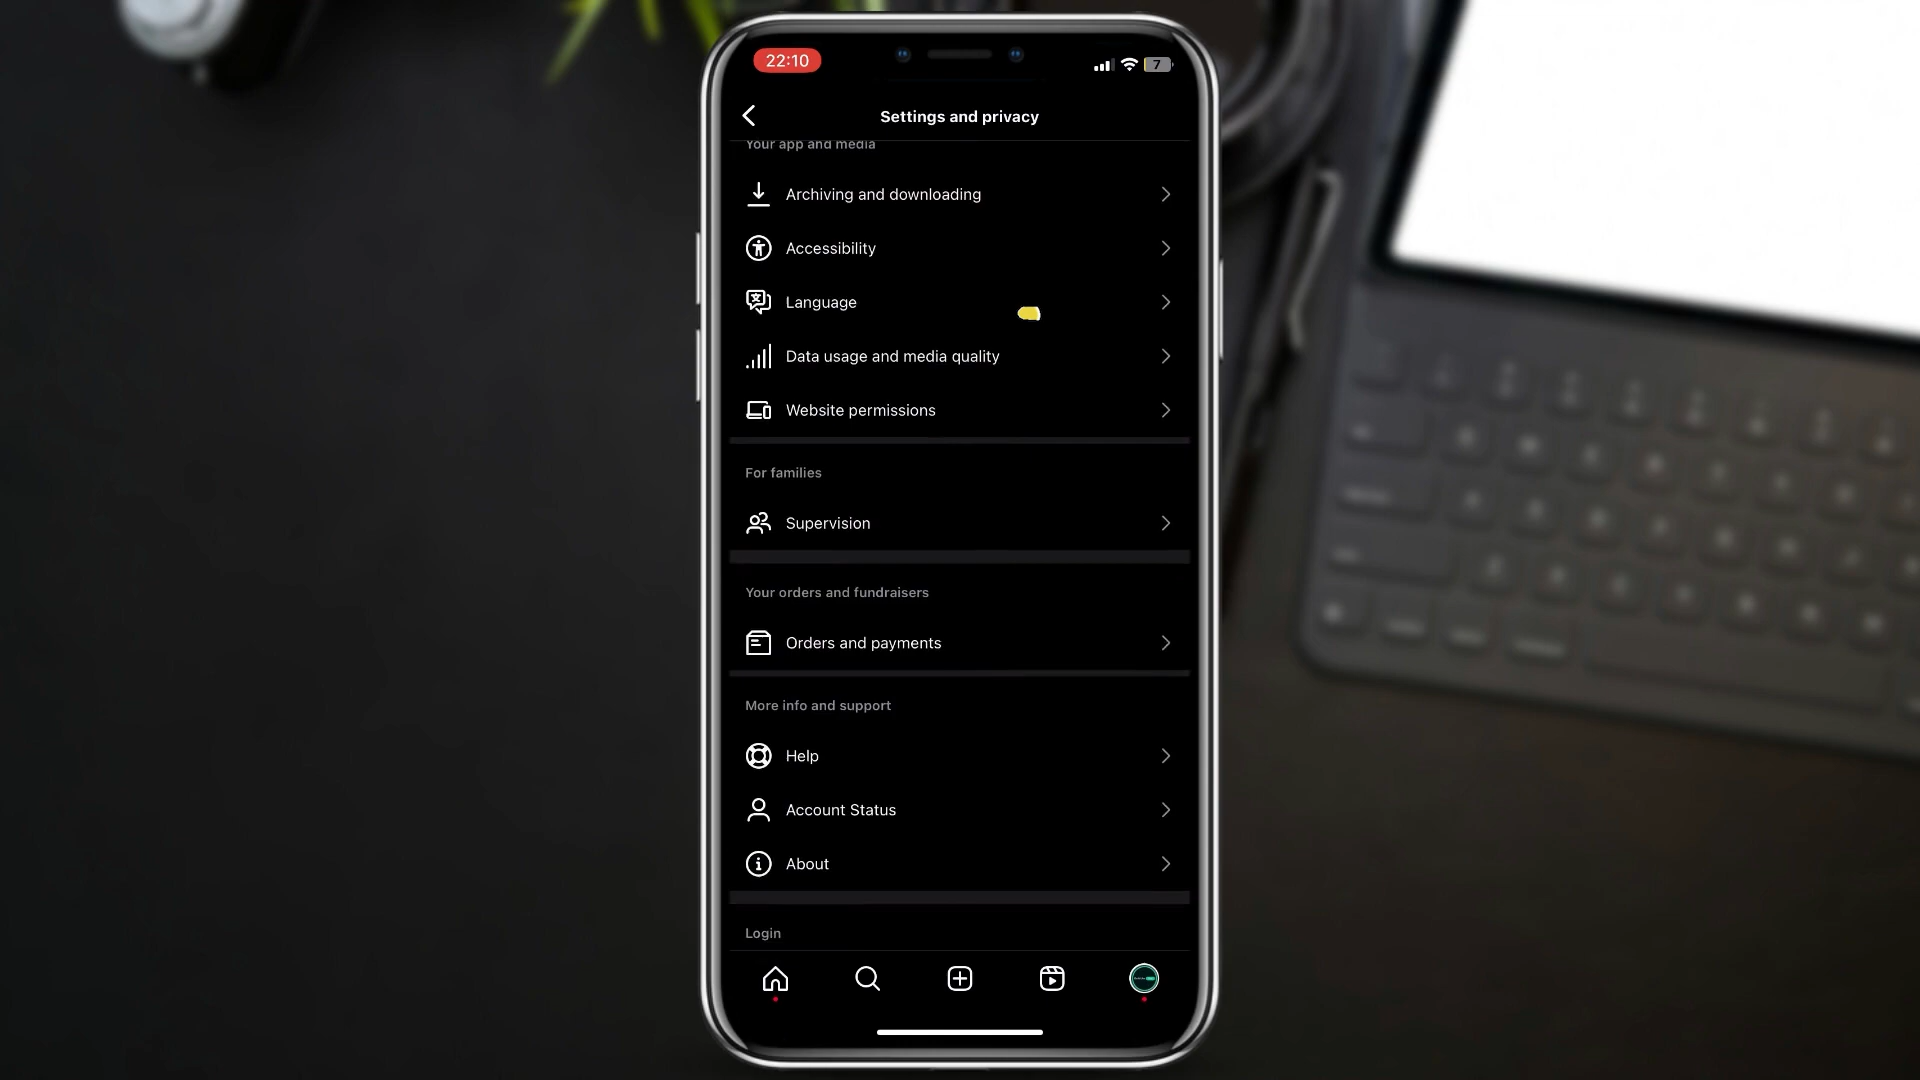 22:10
7
Settings and privacy
Your app and media
Archiving and downloading
Accessibility
Language
Data usage and media quality
Website permissions
For families
Supervision
Your orders and fundraisers
Orders and payments
More info and support
Help
Account Status
About
Login